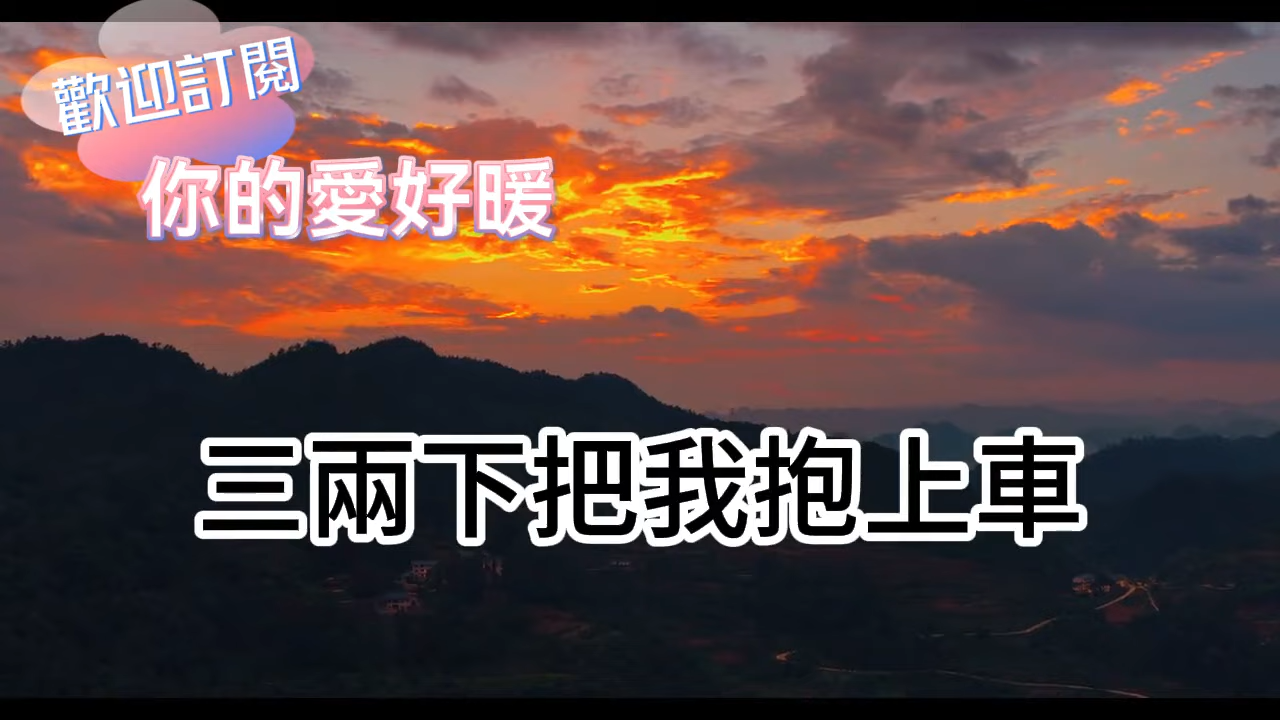 歡迎訂閱
你的愛好暖
三兩下把我抱上車